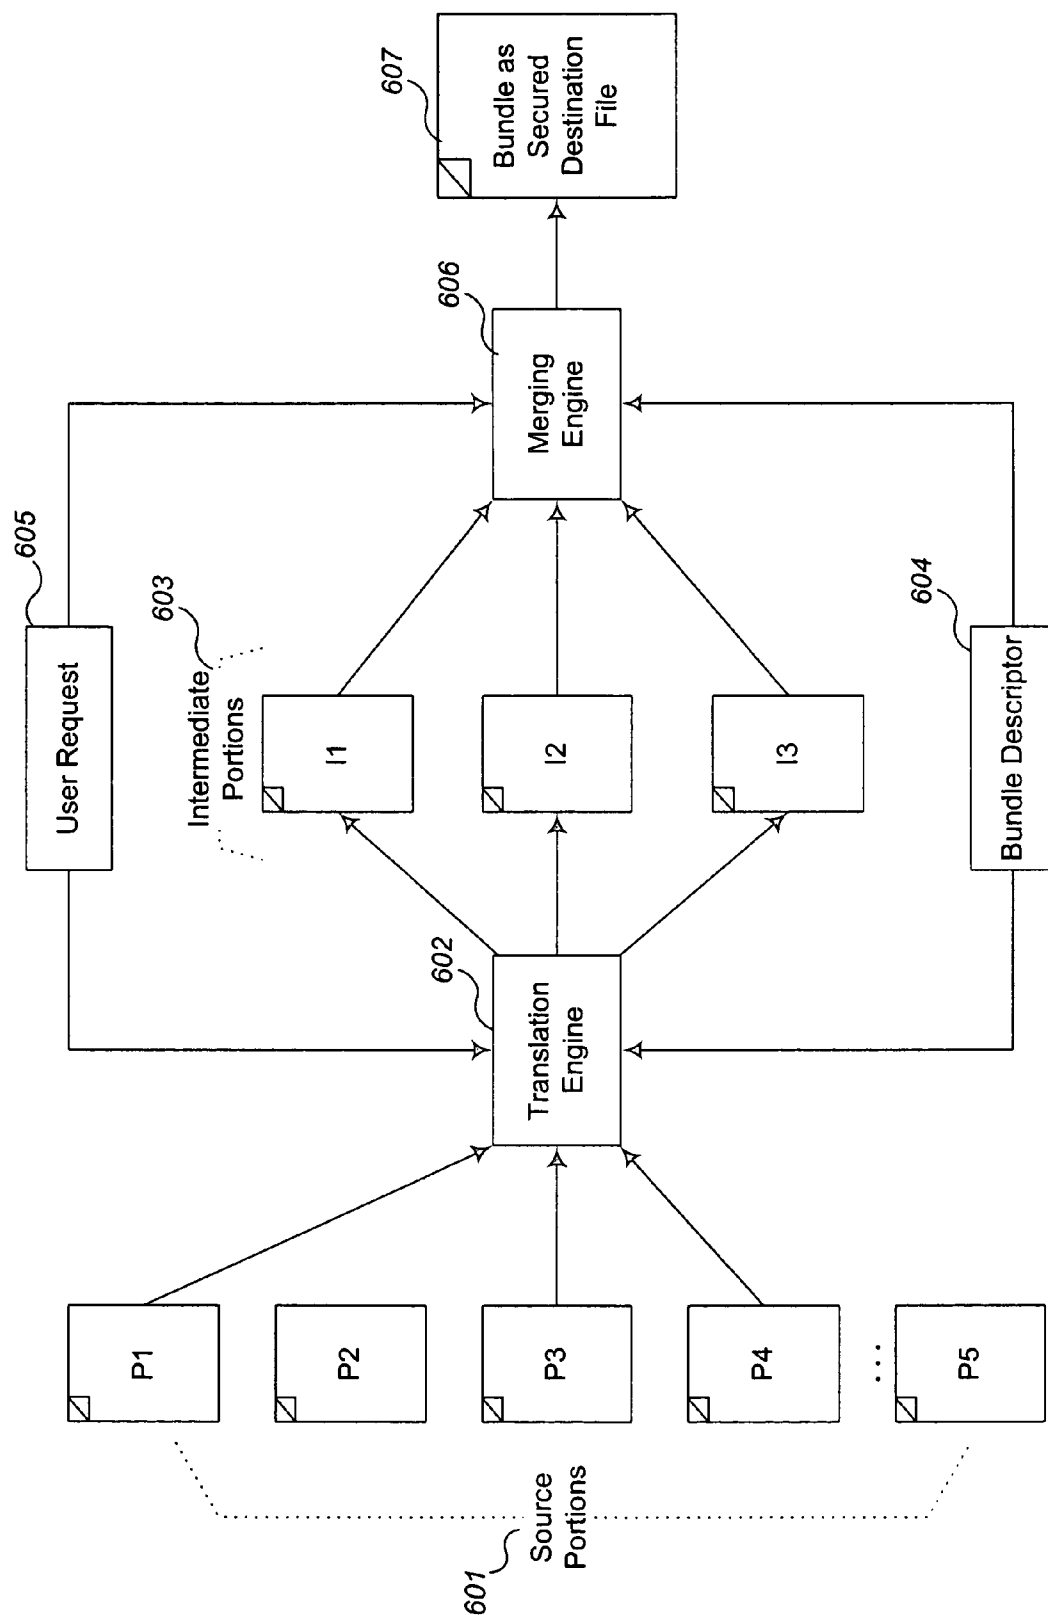 605
User Request
603
Intermediate
Portions
607
Bundle as
Secured
Destination
File
606
Merging
Engine
602
Translation
Engine
I1
I2
I3
P1
P2
P3
P4
...
P5
601
Source
Portions
604
Bundle Descriptor